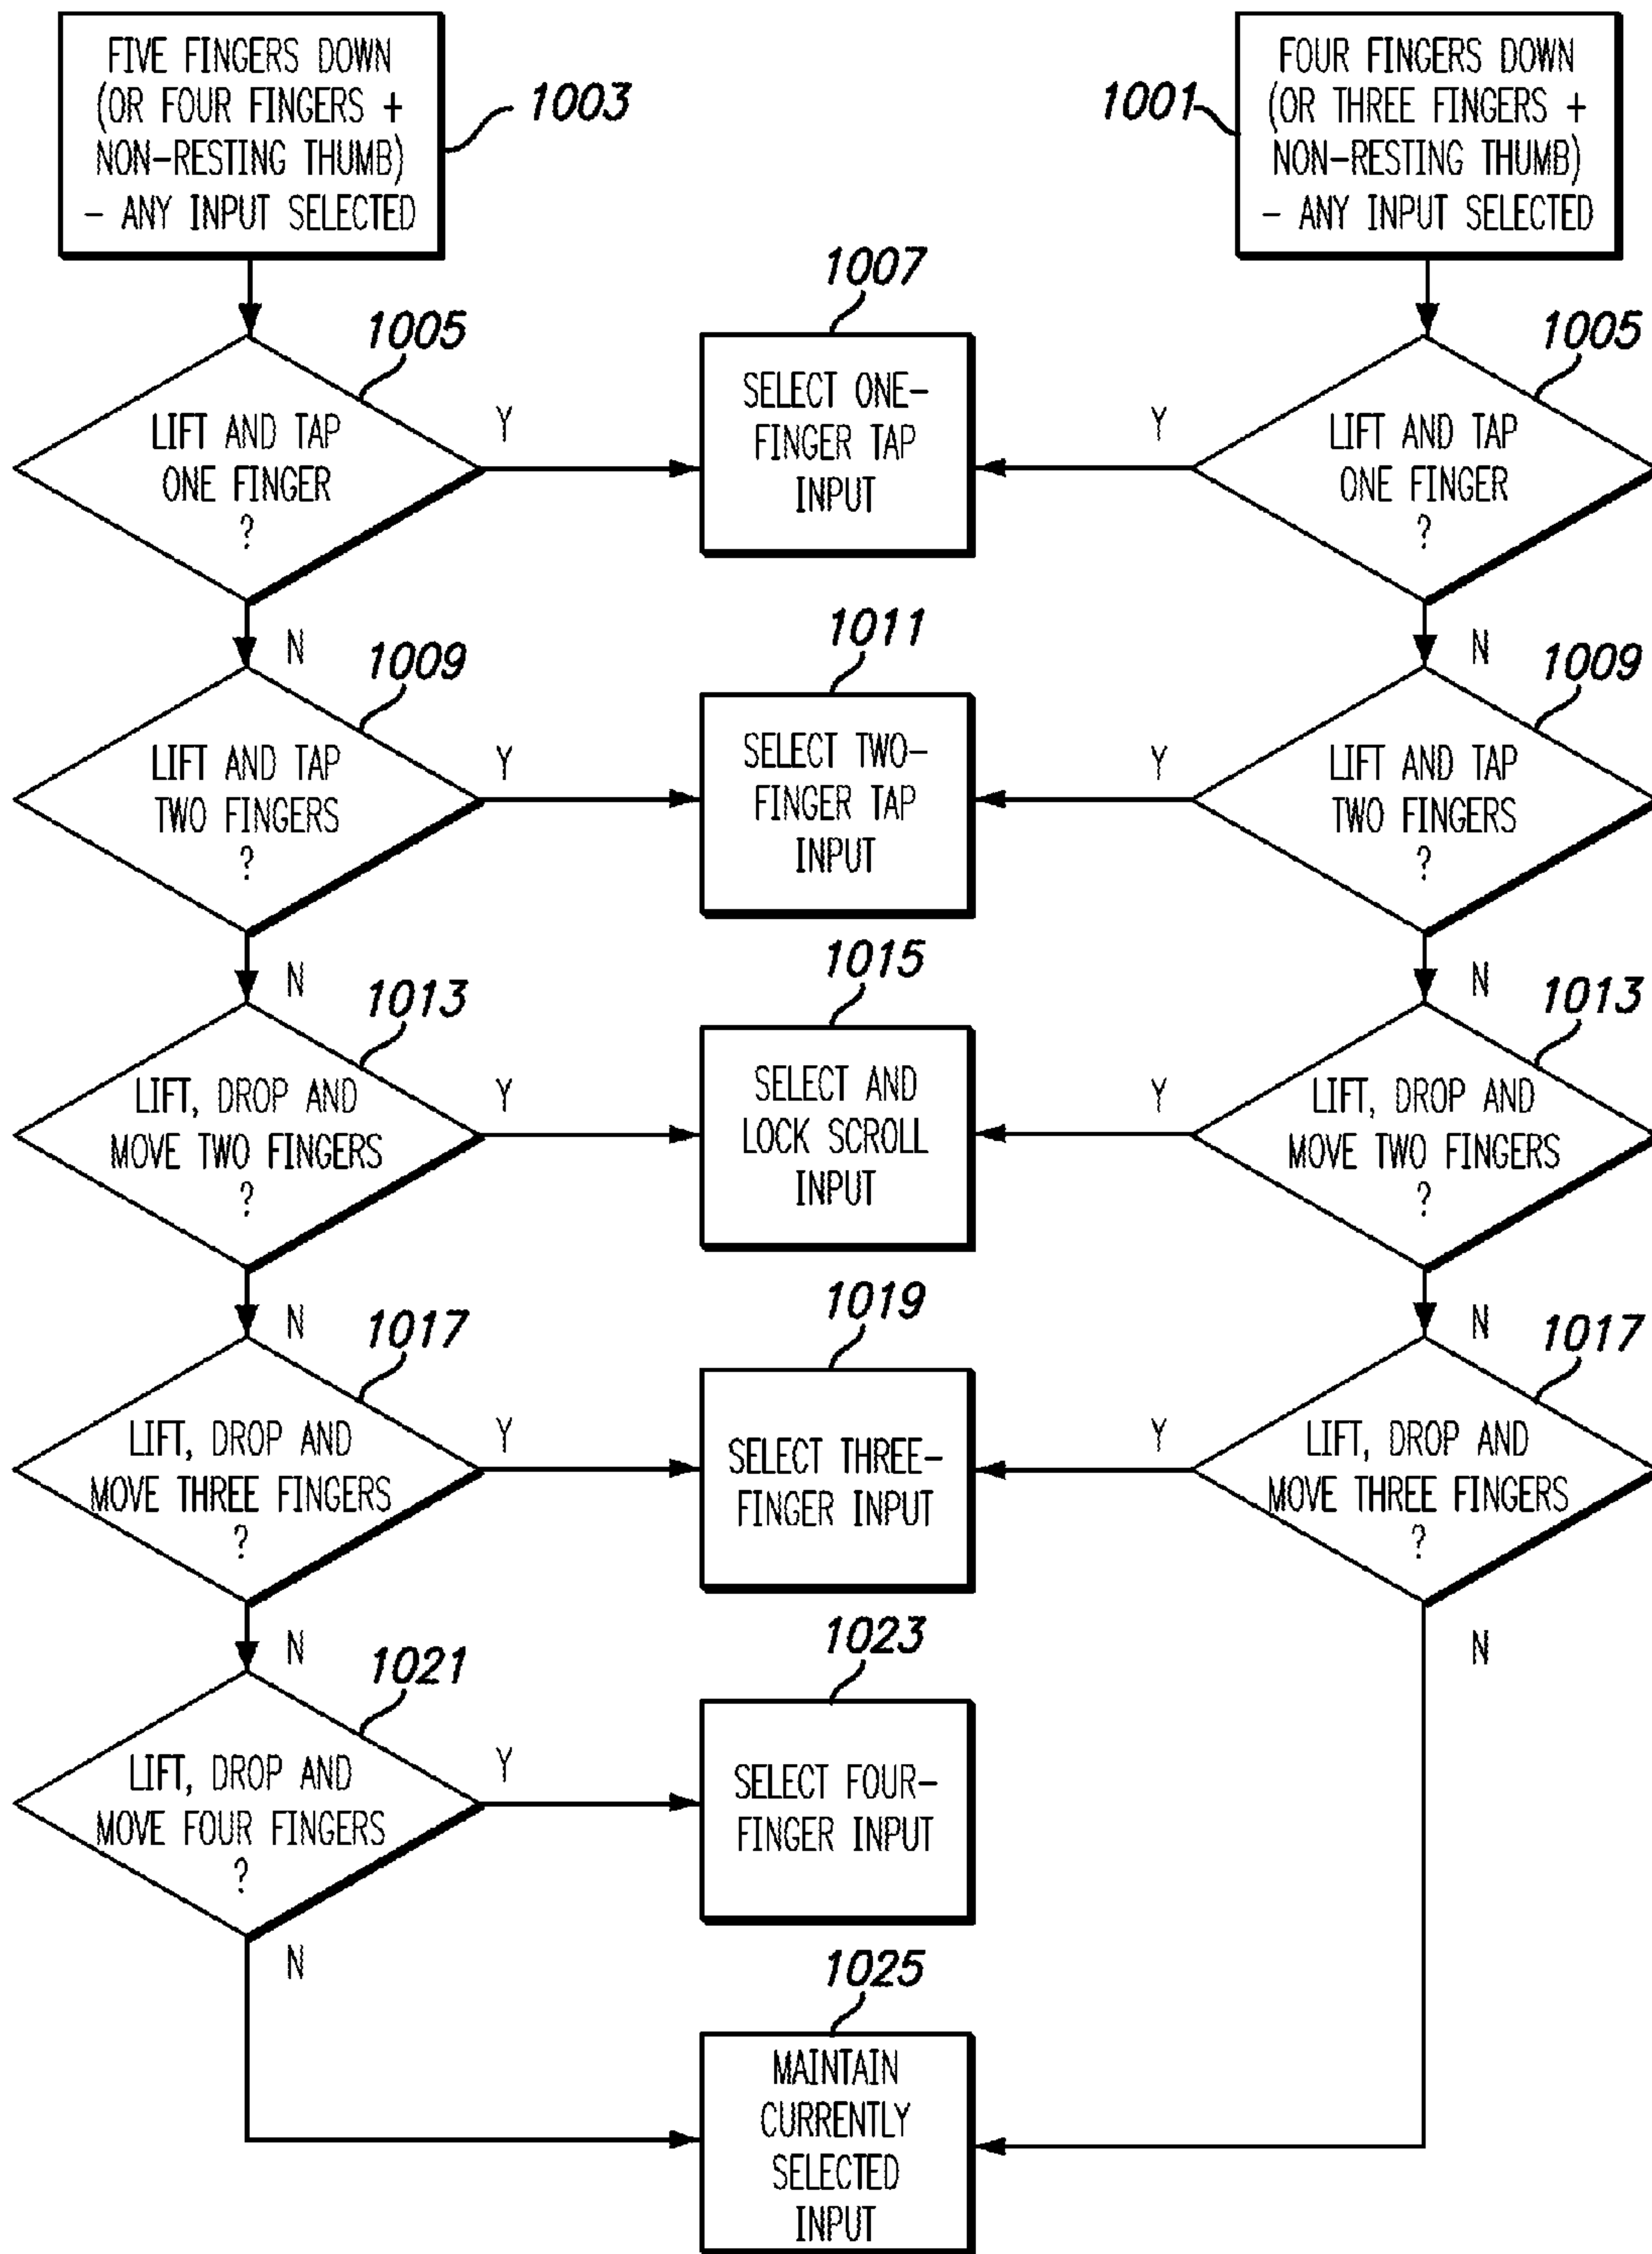 FIVE FINGERS DOWN
(OR FOUR FINGERS +
NON-RESTING THUMB)
- ANY INPUT SELECTED
1003
1001
FOUR FINGERS DOWN
(OR THREE FINGERS +
NON-RESTING THUMB)
- ANY INPUT SELECTED
1005
LIFT AND TAP
ONE FINGER
?
Y
N
1007
SELECT ONE-
FINGER TAP
INPUT
1005
LIFT AND TAP
ONE FINGER
?
Y
N
1009
LIFT AND TAP
TWO FINGERS
?
Y
N
1011
SELECT TWO-
FINGER TAP
INPUT
1009
LIFT AND TAP
TWO FINGERS
?
Y
N
1013
LIFT, DROP AND
MOVE TWO FINGERS
?
Y
N
1015
SELECT AND
LOCK SCROLL
INPUT
1013
LIFT, DROP AND
MOVE TWO FINGERS
?
Y
N
1017
LIFT, DROP AND
MOVE THREE FINGERS
?
Y
N
1019
SELECT THREE-
FINGER INPUT
1017
LIFT, DROP AND
MOVE THREE FINGERS
?
Y
N
1021
LIFT, DROP AND
MOVE FOUR FINGERS
?
Y
N
1023
SELECT FOUR-
FINGER INPUT
1025
MAINTAIN
CURRENTLY
SELECTED
INPUT